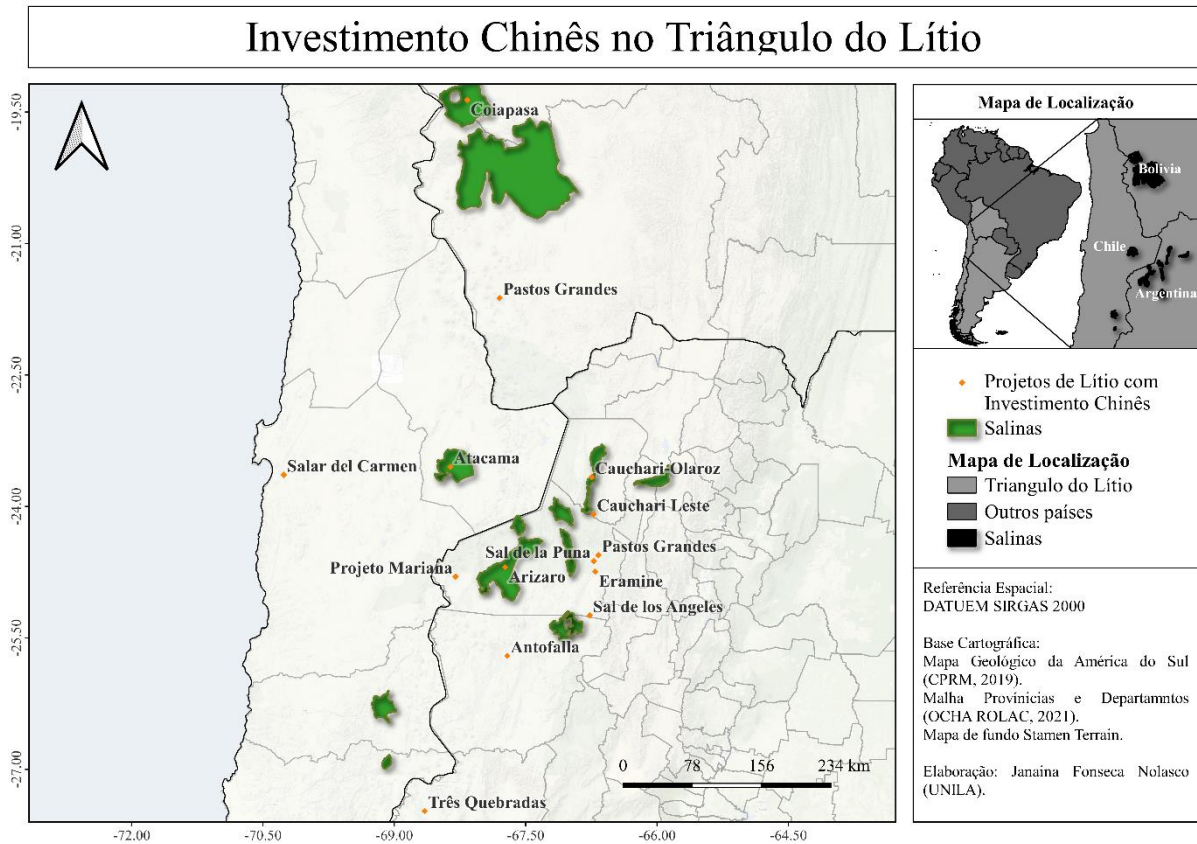 Investimento Chinês no Triângulo do Lítio
-19.50
-21.00
-22.50
-24.00
-25.50
-27.00
Coiapasa
Pastos Grandes
Atacama
Salar del Carmen
Cauchari-Olaroz
Cauchari Leste
Sal de la Puna
Pastos Grandes
Projeto Mariana
Arizaro
Eramine
Sal de los Angeles
Antofalla
Três Quebradas
0 78 156 234 km
-72.00 -70.50 -69.00 -67.50 -66.00 -64.50
Mapa de Localização
Bolivia
Chile
Argentina
Projetos de Lítio com
Investimento Chinês
Salinas
Mapa de Localização
Triangulo do Lítio
Outros países
Salinas
Referência Espacial:
DATUEM SIRGAS 2000
Base Cartográfica:
Mapa Geológico da América do Sul
(CPRM, 2019).
Malha Provínicias e Departamntos
(OCHA ROLAC, 2021).
Mapa de fundo Stamen Terrain.
Elaboração: Janaina Fonseca Nolasco
(UNILA).